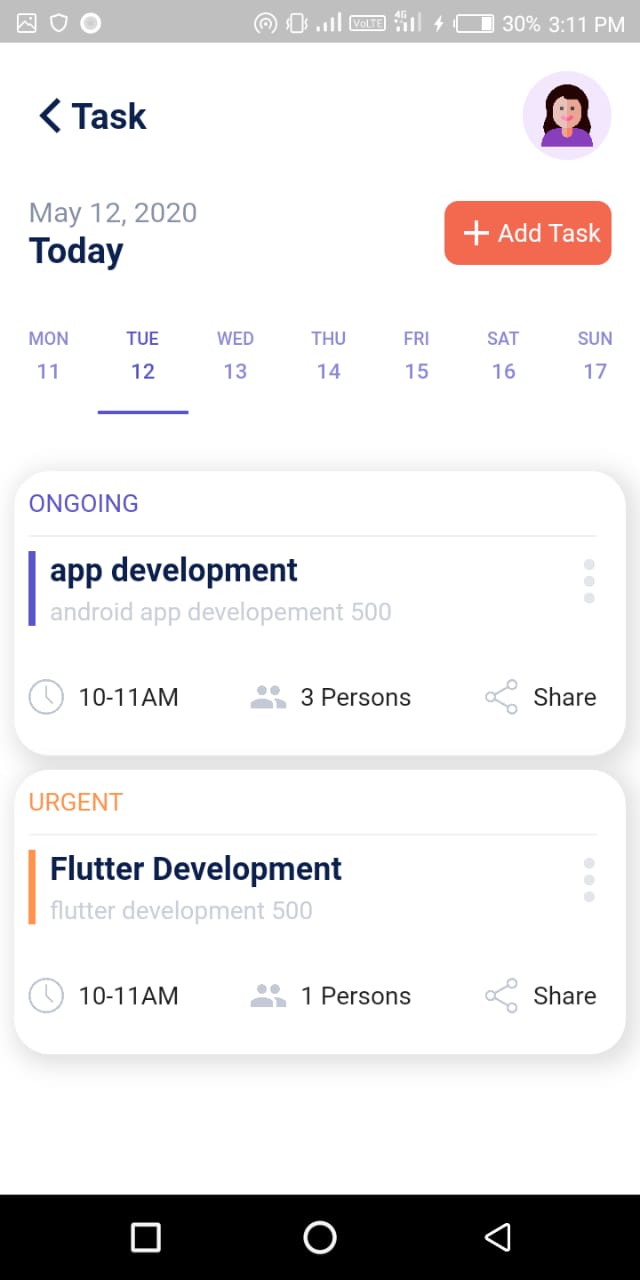 VoLTE 4G 30% 3:11 PM
Task
May 12, 2020
Today
Add Task
MON TUE WED THU FRI SAT SUN
11 12 13 14 15 16 17
ONGOING
app development
android app developement 500
10-11AM 3 Persons Share
URGENT
Flutter Development
flutter development 500
10-11AM 1 Persons Share